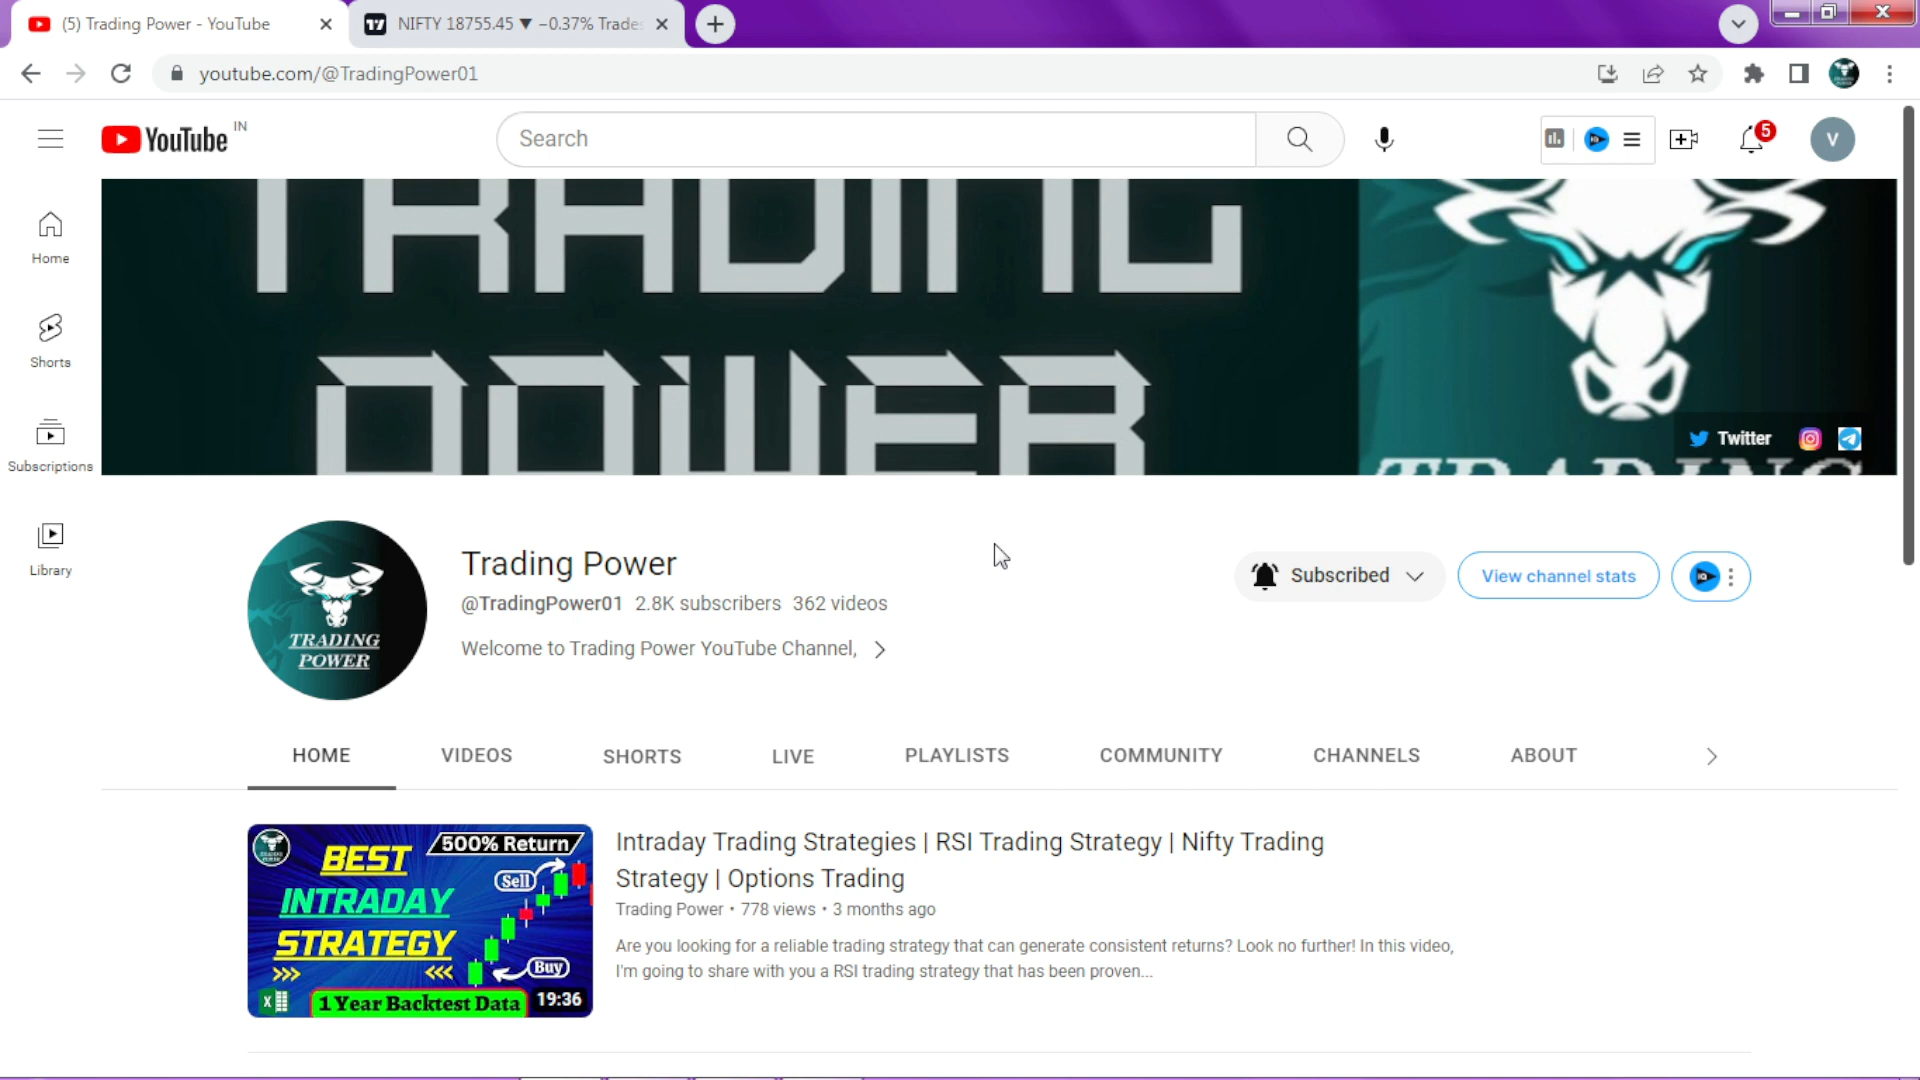 (5) Trading Power - YouTube
NIFTY 18755.45 ▼ −0.37% Trades
youtube.com/@TradingPower01
YouTube IN
Search
5
V
Home
Shorts
Subscriptions
Library
TRADING
POWER
Twitter
TRADING
TRADING
POWER
Trading Power
@TradingPower01 2.8K subscribers 362 videos
Welcome to Trading Power YouTube Channel,
Subscribed
View channel stats
HOME VIDEOS SHORTS LIVE PLAYLISTS COMMUNITY CHANNELS ABOUT
500% Return
BEST
Sell
INTRADAY
STRATEGY
>>> <<<
Buy
1 Year Backtest Data
19:36
Intraday Trading Strategies | RSI Trading Strategy | Nifty Trading
Strategy | Options Trading
Trading Power • 778 views • 3 months ago
Are you looking for a reliable trading strategy that can generate consistent returns? Look no further! In this video,
I'm going to share with you a RSI trading strategy that has been proven...